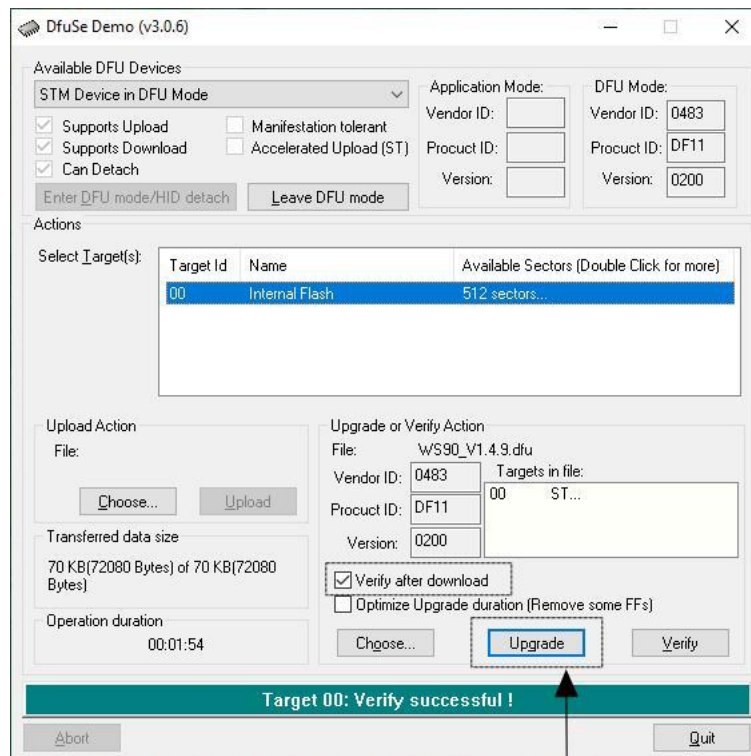 DfuSe Demo (v3.0.6)
Available DFU Devices
STM Device in DFU Mode
Supports Upload
Manifestation tolerant
Supports Download
Accelerated Upload (ST)
Can Detach
Enter DFU mode/HID detach
Leave DFU mode
Application Mode:
Vendor ID:
Procuct ID:
Version:
DFU Mode:
Vendor ID: 0483
Procuct ID: DF11
Version: 0200
Actions
Select Target(s):
Target Id Name Available Sectors (Double Click for more)
00 Internal Flash 512 sectors...
Upload Action
File:
Choose...
Upload
Transferred data size
70 KB(72080 Bytes) of 70 KB(72080
Bytes)
Operation duration
00:01:54
Upgrade or Verify Action
File: WS90_V1.4.9.dfu
Vendor ID: 0483
Procuct ID: DF11
Version: 0200
Targets in file:
00 ST...
Verify after download
Optimize Upgrade duration (Remove some FFs)
Choose...
Upgrade
Verify
Target 00: Verify successful !
Abort
Quit